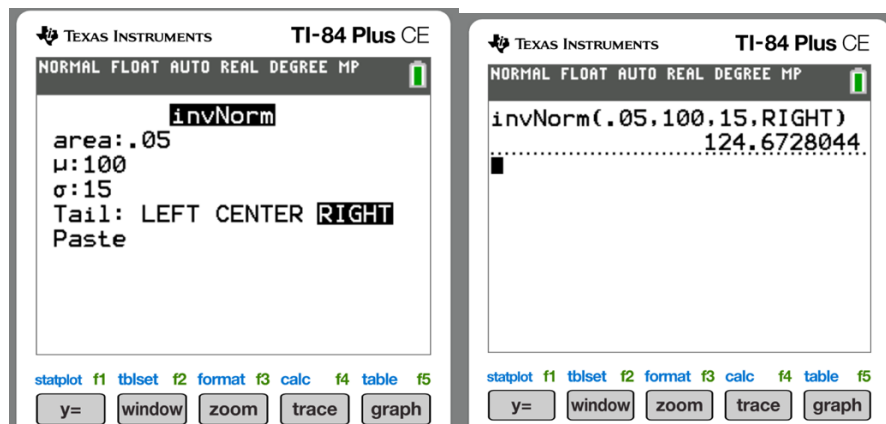 TEXAS INSTRUMENTS TI-84 Plus CE
NORMAL FLOAT AUTO REAL DEGREE MP
invNorm
area:.05
μ:100
σ:15
Tail: LEFT CENTER RIGHT
Paste
statplot f1 tblset f2 format f3 calc f4 table f5
y= window zoom trace graph
TEXAS INSTRUMENTS TI-84 Plus CE
NORMAL FLOAT AUTO REAL DEGREE MP
invNorm(.05,100,15,RIGHT)
124.6728044
statplot f1 tblset f2 format f3 calc f4 table f5
y= window zoom trace graph